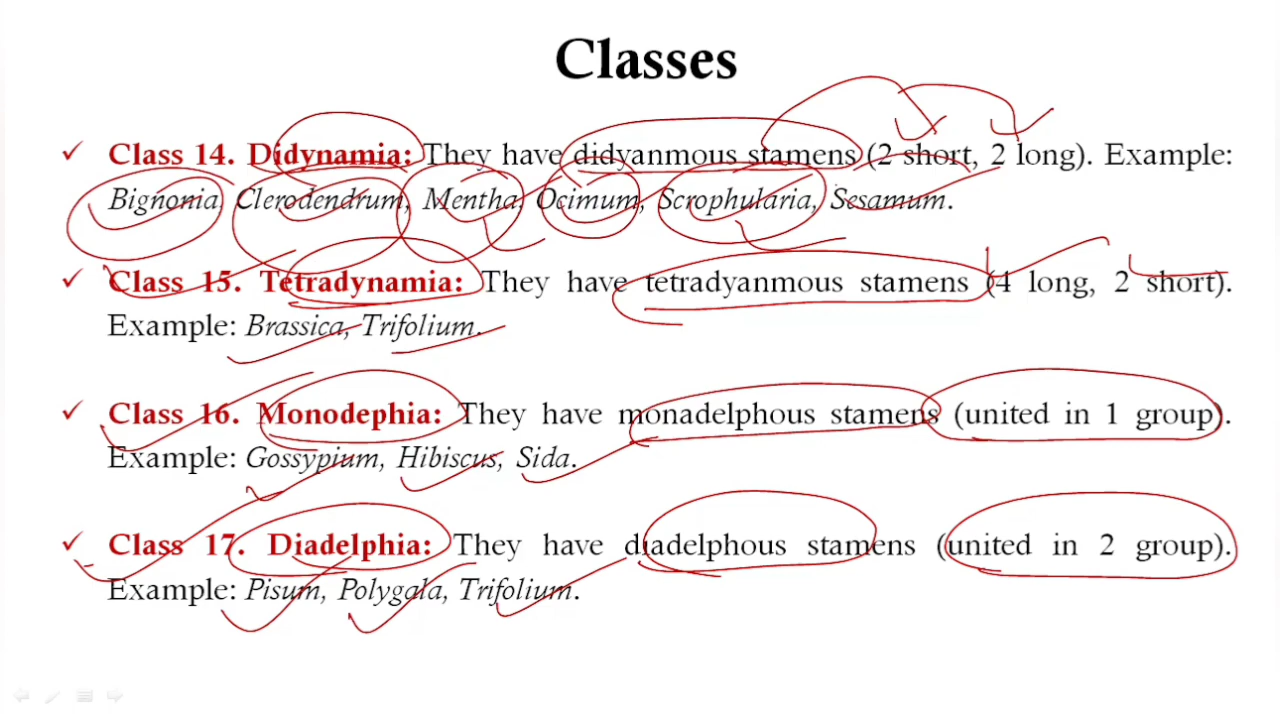 Classes
✓ Class 14. Didynamia: They have didyanmous stamens (2 short, 2 long). Example:
Bignonia, Clerodendrum, Mentha, Ocimum, Scrophularia, Sesamum.
✓ Class 15. Tetradynamia: They have tetradyanmous stamens (4 long, 2 short).
Example: Brassica, Trifolium.
✓ Class 16. Monodephia: They have monadelphous stamens (united in 1 group).
Example: Gossypium, Hibiscus, Sida.
✓ Class 17. Diadelphia: They have diadelphous stamens (united in 2 group).
Example: Pisum, Polygala, Trifolium.